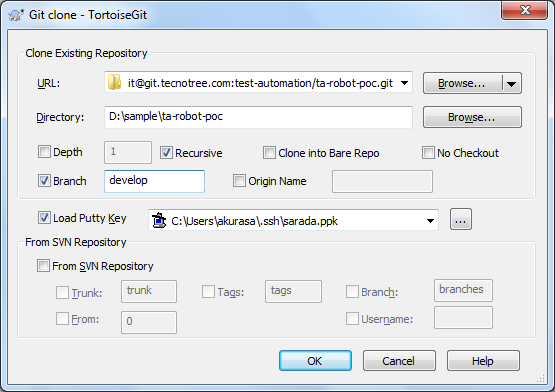 Git clone - TortoiseGit
Clone Existing Repository
URL: it@git.tecnotree.com:test-automation/ta-robot-poc.git Browse...
Directory: D:\sample\ta-robot-poc Browse...
Depth 1 Recursive Clone into Bare Repo No Checkout
Branch develop Origin Name
Load Putty Key C:\Users\akurasa\.ssh\sarada.ppk ...
From SVN Repository
From SVN Repository
Trunk: trunk Tags: tags Branch: branches
From: 0 Username:
OK Cancel Help